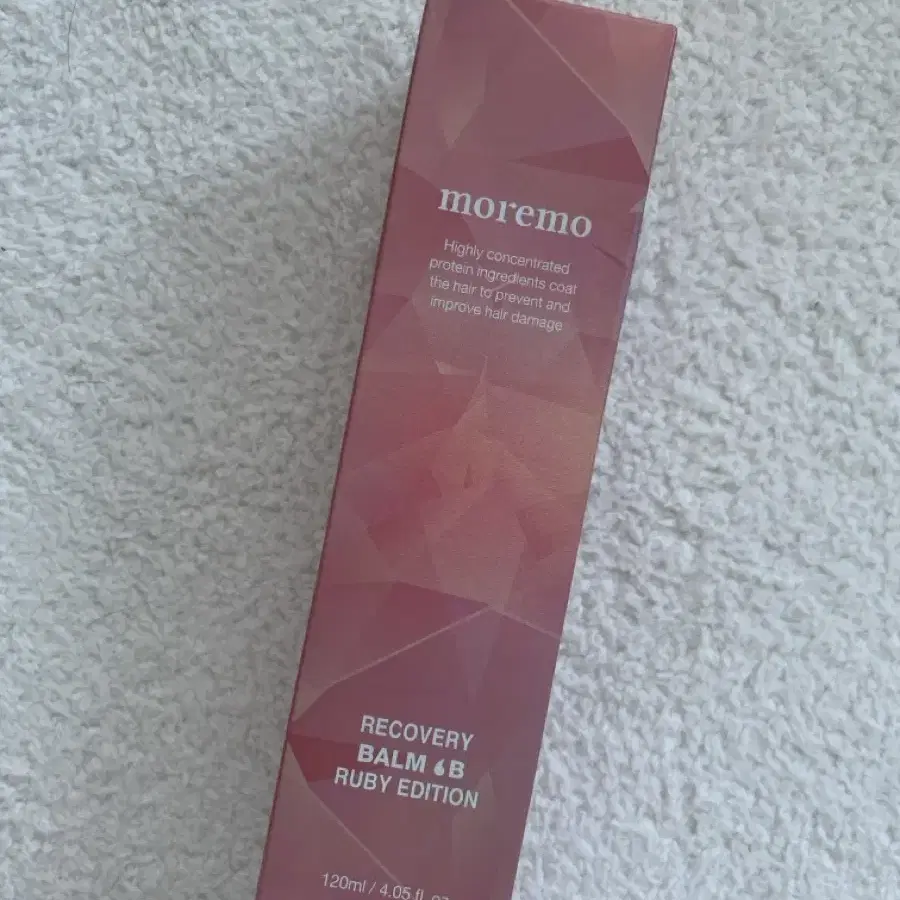 moremo
Highly concentrated
protein ingredients coat
the hair to prevent and
improve hair damage
RECOVERY
BALM B
RUBY EDITION
120ml / 4.05 fl. oz